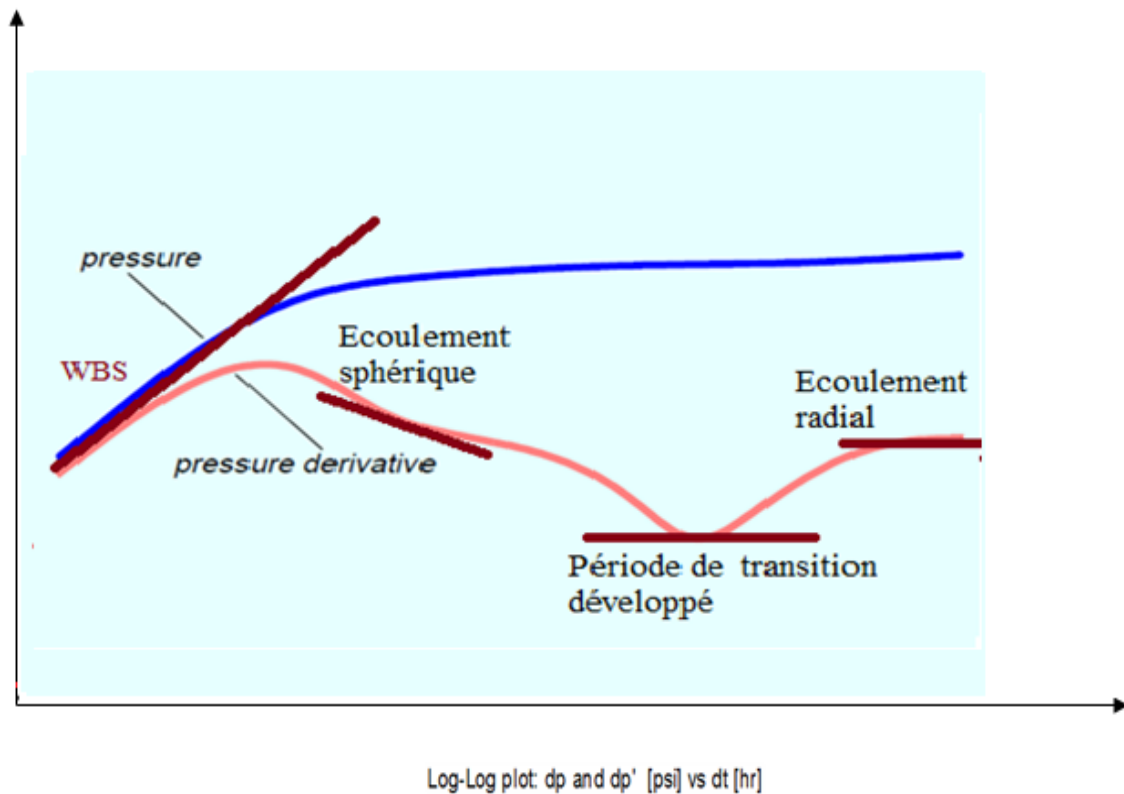 pressure
WBS
Ecoulement
sphérique
pressure derivative
Ecoulement
radial
Période de transition
développé
Log-Log plot: dp and dp' [psi] vs dt [hr]